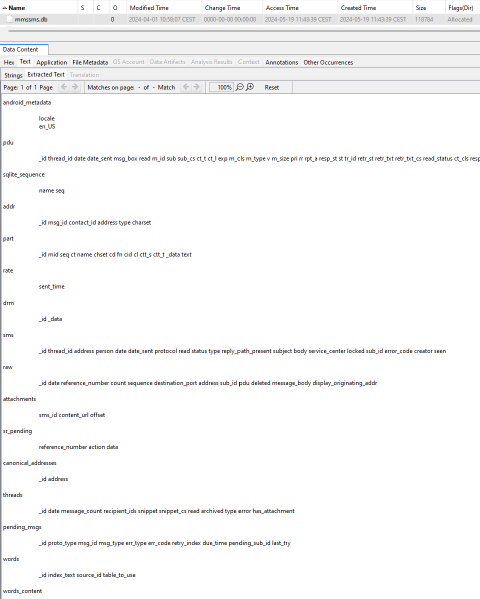 Name S C O Modified Time Change Time Access Time Created Time Size Flags(Dir)
mmssms.db 0 2024-04-01 10:58:07 CEST 0000-00-00 00:00:00 2024-05-19 11:43:39 CEST 2024-05-19 11:43:39 CEST 118784 Allocated
Data Content
Hex Text Application File Metadata OS Account Data Artifacts Analysis Results Context Annotations Other Occurrences
Strings Extracted Text Translation
Page: 1 of 1 Page Matches on page: - of - Match 100% Reset
android_metadata
locale
en_US
pdu
_id thread_id date date_sent msg_box read m_id sub sub_cs ct_t ct_l exp m_cls m_type v m_size pri rr rpt_a resp_st st tr_id retr_st retr_txt retr_txt_cs read_status ct_cls resp
sqlite_sequence
name seq
addr
_id msg_id contact_id address type charset
part
_id mid seq ct name chset cd fn cid cl ctt_s ctt_t _data text
rate
sent_time
drm
_id _data
sms
_id thread_id address person date date_sent protocol read status type reply_path_present subject body service_center locked sub_id error_code creator seen
raw
_id date reference_number count sequence destination_port address sub_id pdu deleted message_body display_originating_addr
attachments
sms_id content_url offset
sr_pending
reference_number action data
canonical_addresses
_id address
threads
_id date message_count recipient_ids snippet snippet_cs read archived type error has_attachment
pending_msgs
_id proto_type msg_id msg_type err_type err_code retry_index due_time pending_sub_id last_try
words
_id index_text source_id table_to_use
words_content